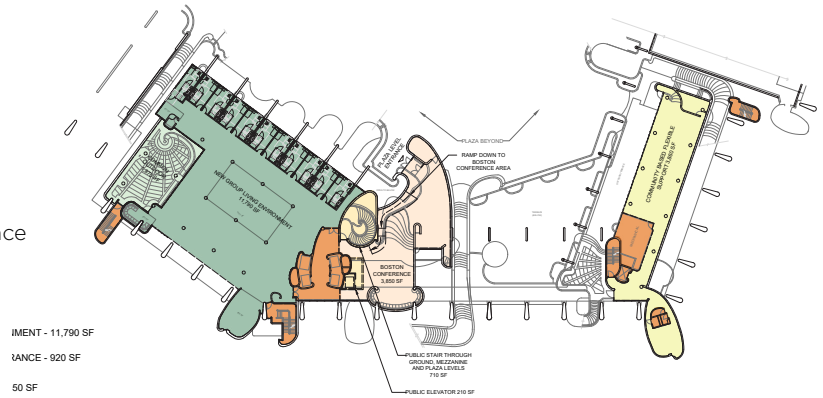 PLAZA BEYOND
PLAZA LEVEL
ENTRANCE
RAMP DOWN TO
BOSTON
CONFERENCE AREA
COMMUNITY BASED, FLEXIBLE
NEW GROUP LIVING ENVIRONMENT
11,790 SF
BOSTON
CONFERENCE
3,850 SF
ance
MENT - 11,790 SF
RANCE - 920 SF
50 SF
PUBLIC STAIR THROUGH
GROUND, MEZZANINE
AND PLAZA LEVELS
710 SF
PUBLIC ELEVATOR 210 SF